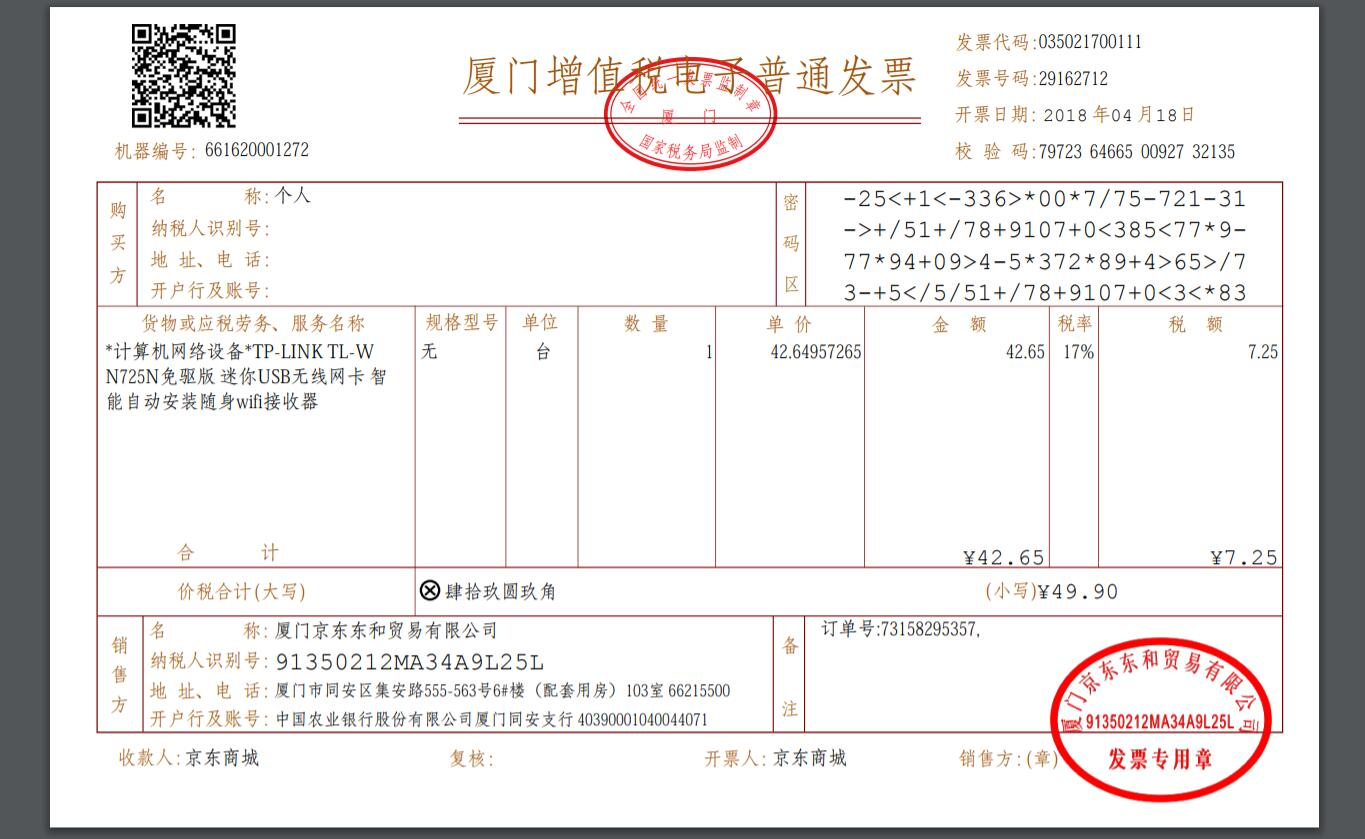 厦门增值税电子普通发票
全国统一发票监制章
厦 门
国家税务局监制
发票代码:035021700111
发票号码:29162712
开票日期: 2018 年04 月18 日
校 验 码:79723 64665 00927 32135
机器编号: 661620001272
购买方
名 称: 个人
纳税人识别号:
地 址、电 话:
开户行及账号:
密码区
-25<+1<-336>*00*7/75-721-31
->+/51+/78+9107+0<385<77*9-
77*94+09>4-5*372*89+4>65>/7
3-+5</5/51+/78+9107+0<3<*83
货物或应税劳务、服务名称 规格型号 单位 数 量 单 价 金 额 税率 税 额
*计算机网络设备*TP-LINK TL-W 无 台 1 42.64957265 42.65 17% 7.25
N725N免驱版 迷你USB无线网卡 智
能自动安装随身wifi接收器
合 计 ¥42.65 ¥7.25
价税合计(大写) ⊗肆拾玖圆玖角 (小写)¥49.90
销售方
名 称: 厦门京东东和贸易有限公司
纳税人识别号: 91350212MA34A9L25L
地 址、电 话: 厦门市同安区集安路555-563号6#楼（配套用房）103室 66215500
开户行及账号: 中国农业银行股份有限公司厦门同安支行 40390001040044071
备注
订单号:73158295357,
收款人: 京东商城 复核: 开票人: 京东商城 销售方: (章)
厦门京东东和贸易有限公司
91350212MA34A9L25L
发票专用章